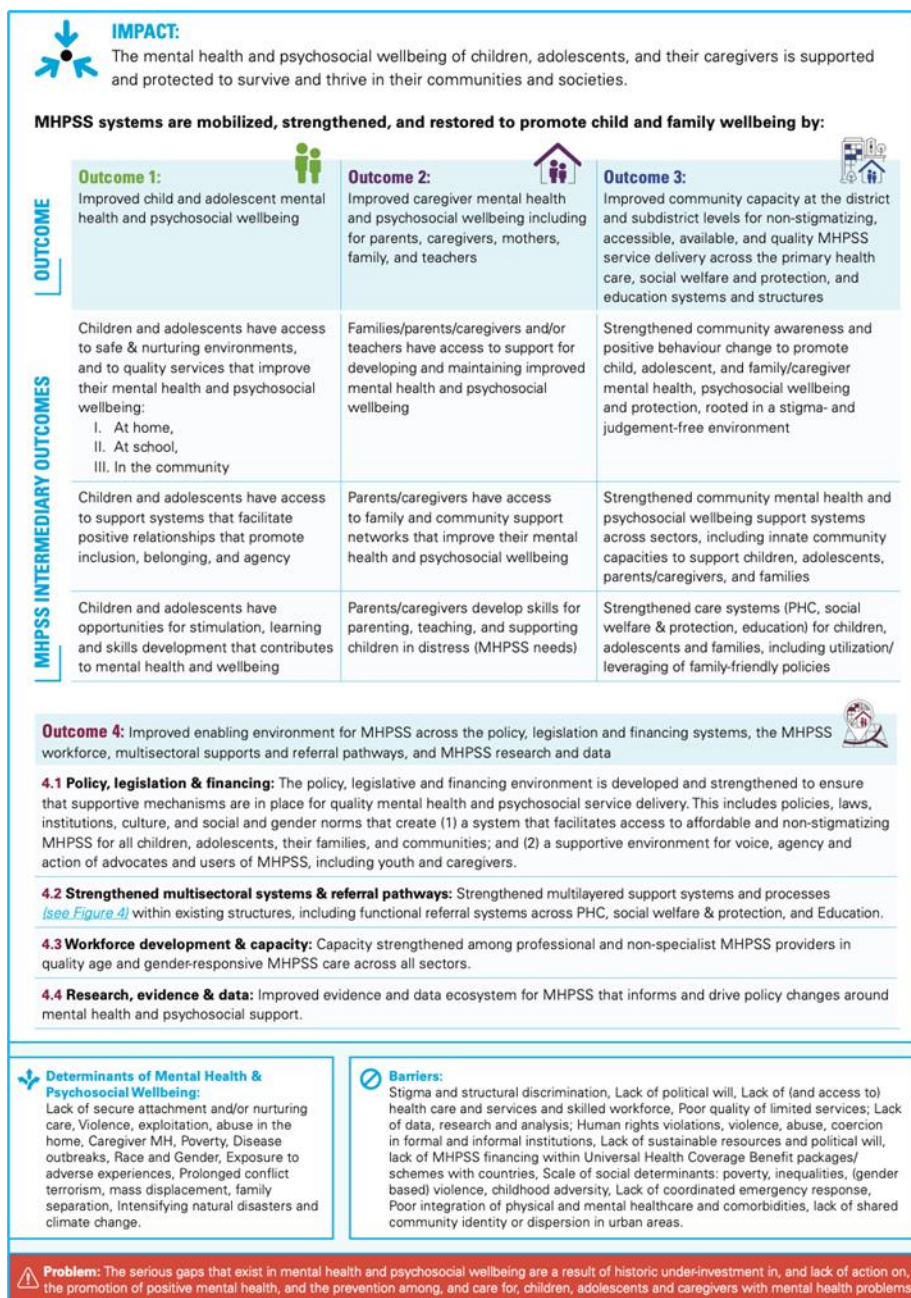 IMPACT:
The mental health and psychosocial wellbeing of children, adolescents, and their caregivers is supported
and protected to survive and thrive in their communities and societies.
MHPSS systems are mobilized, strengthened, and restored to promote child and family wellbeing by:
OUTCOME
Outcome 1:
Improved child and adolescent mental
health and psychosocial wellbeing
Outcome 2:
Improved caregiver mental health
and psychosocial wellbeing including
for parents, caregivers, mothers,
family, and teachers
Outcome 3:
Improved community capacity at the district
and subdistrict levels for non-stigmatizing,
accessible, available, and quality MHPSS
service delivery across the primary health
care, social welfare and protection, and
education systems and structures
MHPSS INTERMEDIARY OUTCOMES
Children and adolescents have access
to safe & nurturing environments,
and to quality services that improve
their mental health and psychosocial
wellbeing:
I. At home,
II. At school,
III. In the community
Families/parents/caregivers and/or
teachers have access to support for
developing and maintaining improved
mental health and psychosocial
wellbeing
Strengthened community awareness and
positive behaviour change to promote
child, adolescent, and family/caregiver
mental health, psychosocial wellbeing
and protection, rooted in a stigma- and
judgement-free environment
Children and adolescents have access
to support systems that facilitate
positive relationships that promote
inclusion, belonging, and agency
Parents/caregivers have access
to family and community support
networks that improve their mental
health and psychosocial wellbeing
Strengthened community mental health and
psychosocial wellbeing support systems
across sectors, including innate community
capacities to support children, adolescents,
parents/caregivers, and families
Children and adolescents have
opportunities for stimulation, learning
and skills development that contributes
to mental health and wellbeing
Parents/caregivers develop skills for
parenting, teaching, and supporting
children in distress (MHPSS needs)
Strengthened care systems (PHC, social
welfare & protection, education) for children,
adolescents and families, including utilization/
leveraging of family-friendly policies
Outcome 4: Improved enabling environment for MHPSS across the policy, legislation and financing systems, the MHPSS
workforce, multisectoral supports and referral pathways, and MHPSS research and data
4.1 Policy, legislation & financing: The policy, legislative and financing environment is developed and strengthened to ensure
that supportive mechanisms are in place for quality mental health and psychosocial service delivery. This includes policies, laws,
institutions, culture, and social and gender norms that create (1) a system that facilitates access to affordable and non-stigmatizing
MHPSS for all children, adolescents, their families, and communities; and (2) a supportive environment for voice, agency and
action of advocates and users of MHPSS, including youth and caregivers.
4.2 Strengthened multisectoral systems & referral pathways: Strengthened multilayered support systems and processes
(see Figure 4) within existing structures, including functional referral systems across PHC, social welfare & protection, and Education.
4.3 Workforce development & capacity: Capacity strengthened among professional and non-specialist MHPSS providers in
quality age and gender-responsive MHPSS care across all sectors.
4.4 Research, evidence & data: Improved evidence and data ecosystem for MHPSS that informs and drive policy changes around
mental health and psychosocial support.
Determinants of Mental Health &
Psychosocial Wellbeing:
Lack of secure attachment and/or nurturing
care, Violence, exploitation, abuse in the
home, Caregiver MH, Poverty, Disease
outbreaks, Race and Gender, Exposure to
adverse experiences, Prolonged conflict
terrorism, mass displacement, family
separation, Intensifying natural disasters and
climate change.
Barriers:
Stigma and structural discrimination, Lack of political will, Lack of (and access to)
health care and services and skilled workforce, Poor quality of limited services; Lack
of data, research and analysis; Human rights violations, violence, abuse, coercion
in formal and informal institutions, Lack of sustainable resources and political will,
lack of MHPSS financing within Universal Health Coverage Benefit packages/
schemes with countries, Scale of social determinants: poverty, inequalities, (gender
based) violence, childhood adversity, Lack of coordinated emergency response,
Poor integration of physical and mental healthcare and comorbidities, lack of shared
community identity or dispersion in urban areas.
Problem: The serious gaps that exist in mental health and psychosocial wellbeing are a result of historic under-investment in, and lack of action on,
the promotion of positive mental health, and the prevention among, and care for, children, adolescents and caregivers with mental health problems